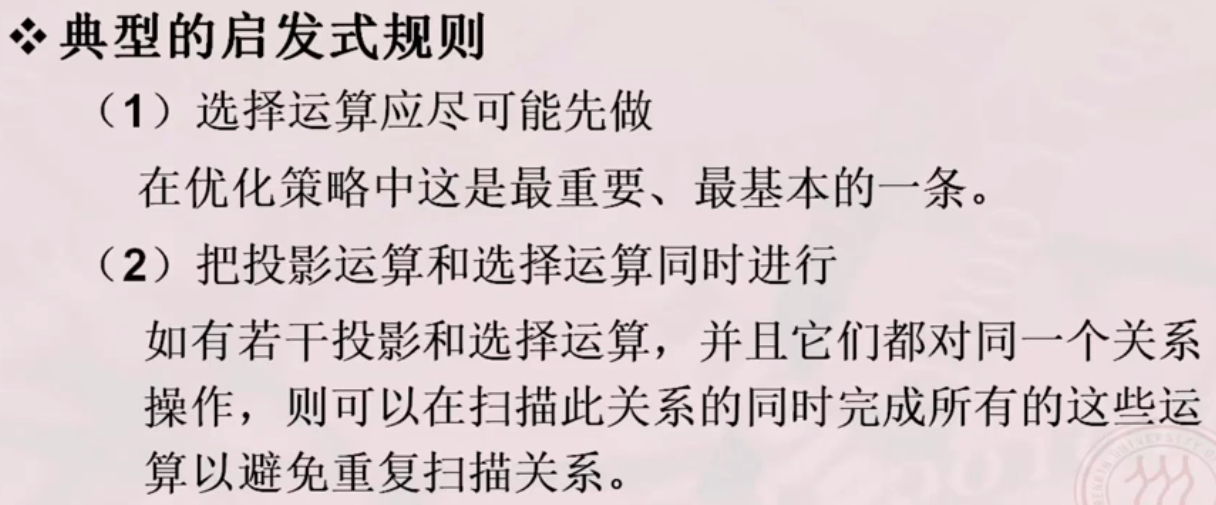 ❖典型的启发式规则
（1）选择运算应尽可能先做
在优化策略中这是最重要、最基本的一条。
（2）把投影运算和选择运算同时进行
如有若干投影和选择运算，并且它们都对同一个关系
操作，则可以在扫描此关系的同时完成所有的这些运
算以避免重复扫描关系。